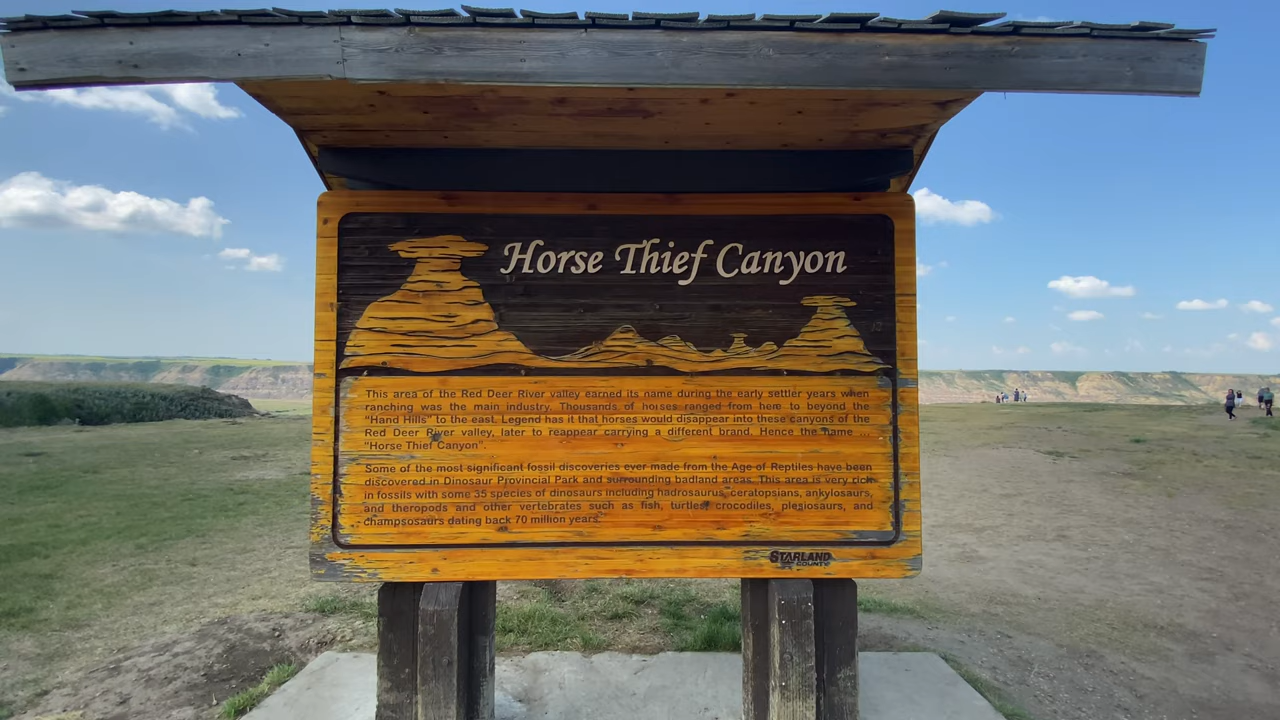 Horse Thief Canyon
This area of the Red Deer River valley earned its name during the early settler years when
ranching was the main industry. Thousands of horses ranged from here to beyond the
“Hand Hills” to the east. Legend has it that horses would disappear into these canyons of the
Red Deer River valley, later to reappear carrying a different brand. Hence the name ...
“Horse Thief Canyon”.
Some of the most significant fossil discoveries ever made from the Age of Reptiles have been
discovered in Dinosaur Provincial Park and surrounding badland areas. This area is very rich
in fossils with some 35 species of dinosaurs including hadrosaurus, ceratopsians, ankylosaurs,
and theropods and other vertebrates such as fish, turtles, crocodiles, plesiosaurs, and
champsosaurs dating back 70 million years.
STARLAND
COUNTY